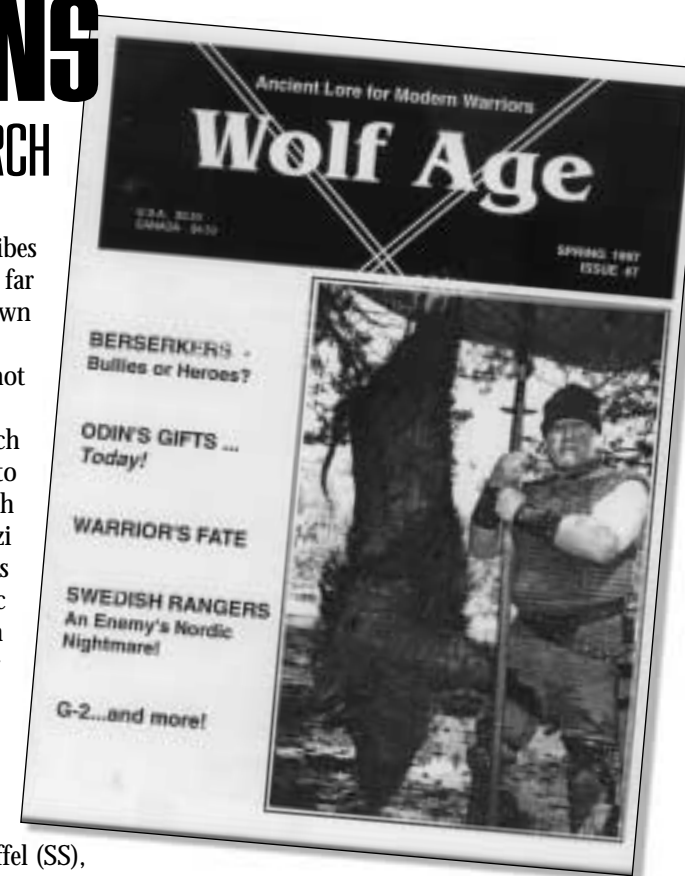 NS
RCH
ibes
far
wn
not
ch
to
h
zi
s
c
ffel (SS),
Ancient Lore for Modern Warriors
Wolf Age
U.S.A.
CANADA
SPRING 1997
ISSUE #7
BERSERKERS -
Bullies or Heroes?
ODIN'S GIFTS ...
Today!
WARRIOR'S FATE
SWEDISH RANGERS
An Enemy's Nordic
Nightmare!
G-2...and more!